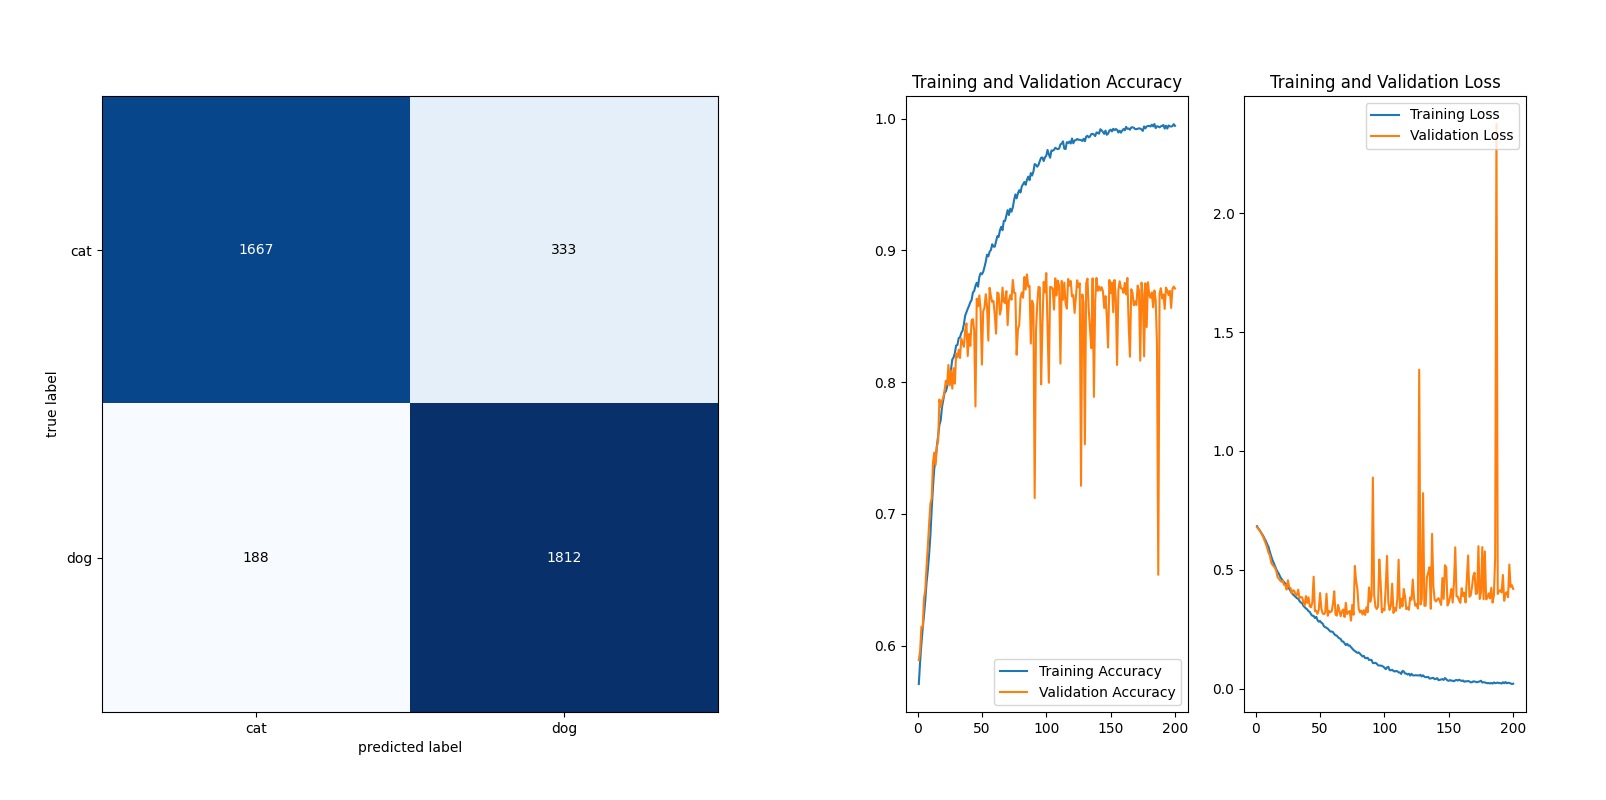 cat
1667
333
true label
dog
188
1812
cat
dog
predicted label
Training and Validation Accuracy
1.0
0.9
0.8
0.7
0.6
Training Accuracy
Validation Accuracy
0
50
100
150
200
Training and Validation Loss
Training Loss
Validation Loss
2.0
1.5
1.0
0.5
0.0
0
50
100
150
200